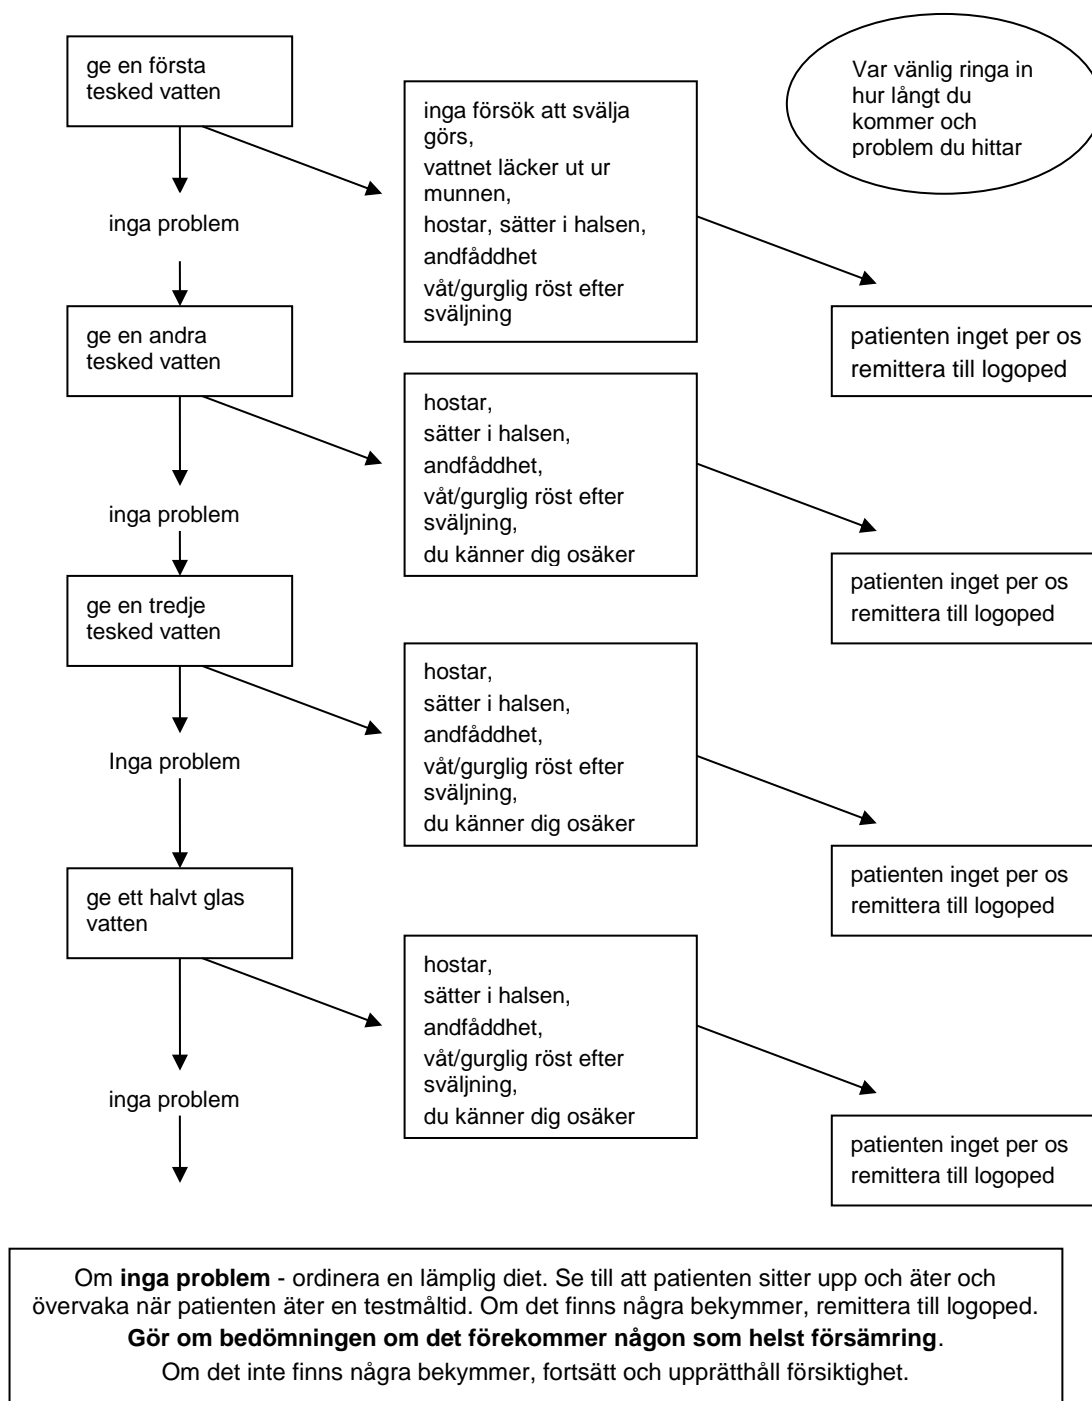 ge en första
tesked vatten
Var vänlig ringa in
hur långt du
kommer och
problem du hittar
inga försök att svälja
görs,
vattnet läcker ut ur
munnen,
hostar, sätter i halsen,
andfåddhet
våt/gurglig röst efter
sväljning
inga problem
patienten inget per os
remittera till logoped
ge en andra
tesked vatten
hostar,
sätter i halsen,
andfåddhet,
våt/gurglig röst efter
sväljning,
du känner dig osäker
inga problem
patienten inget per os
remittera till logoped
ge en tredje
tesked vatten
hostar,
sätter i halsen,
andfåddhet,
våt/gurglig röst efter
sväljning,
du känner dig osäker
Inga problem
patienten inget per os
remittera till logoped
ge ett halvt glas
vatten
hostar,
sätter i halsen,
andfåddhet,
våt/gurglig röst efter
sväljning,
du känner dig osäker
inga problem
patienten inget per os
remittera till logoped
Om inga problem - ordinera en lämplig diet. Se till att patienten sitter upp och äter och
övervaka när patienten äter en testmåltid. Om det finns några bekymmer, remittera till logoped.
Gör om bedömningen om det förekommer någon som helst försämring.
Om det inte finns några bekymmer, fortsätt och upprätthåll försiktighet.